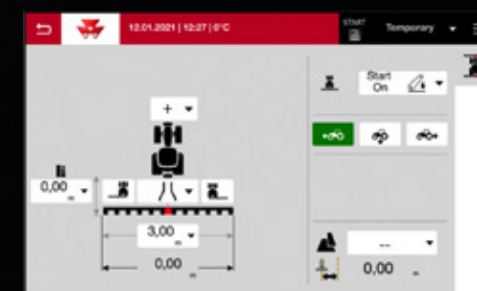 12.01.2021 | 12:27 | 0°C
START
Temporary
Start
On
+
0,00
3,00
m
0,00
m
--
0,00